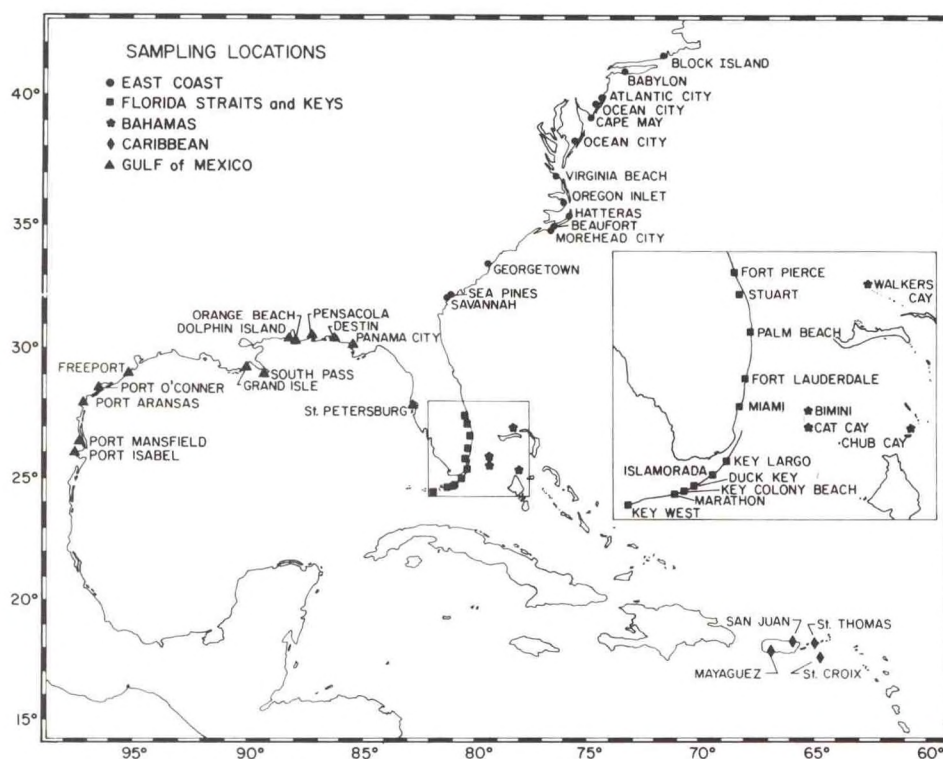 SAMPLING LOCATIONS
EAST COAST
FLORIDA STRAITS and KEYS
BAHAMAS
CARIBBEAN
GULF of MEXICO
BLOCK ISLAND
BABYLON
ATLANTIC CITY
OCEAN CITY
CAPE MAY
OCEAN CITY
VIRGINIA BEACH
OREGON INLET
HATTERAS
BEAUFORT
MOREHEAD CITY
GEORGETOWN
SEA PINES
SAVANNAH
ORANGE BEACH
PENSACOLA
DOLPHIN ISLAND
DESTIN
PANAMA CITY
FREEPORT
SOUTH PASS
GRAND ISLE
PORT O'CONNER
PORT ARANSAS
St. PETERSBURG
PORT MANSFIELD
PORT ISABEL
FORT PIERCE
WALKERS
CAY
STUART
PALM BEACH
FORT LAUDERDALE
MIAMI
BIMINI
CAT CAY
CHUB CAY
KEY LARGO
ISLAMORADA
DUCK KEY
KEY COLONY BEACH
MARATHON
KEY WEST
SAN JUAN
St. THOMAS
MAYAGUEZ
St. CROIX
40°
35°
30°
25°
20°
15°
95° 90° 85° 80° 75° 70° 65° 60°